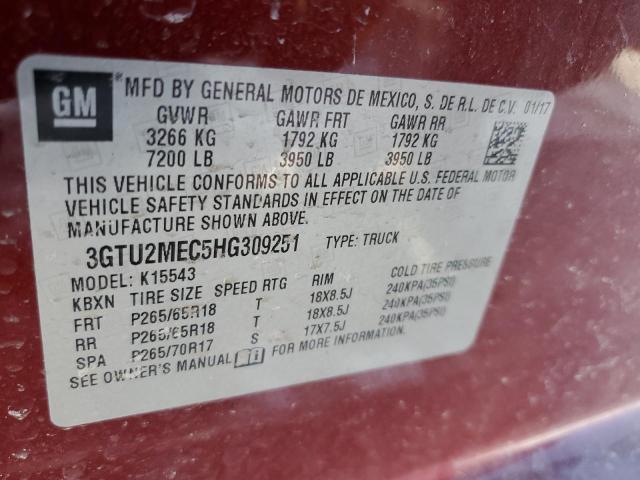 GM
® MFD BY GENERAL MOTORS DE MEXICO, S. DE R.L. DE C.V. 01/17
GVWR GAWR FRT GAWR RR
3266 KG 1792 KG 1792 KG
7200 LB 3950 LB 3950 LB
THIS VEHICLE CONFORMS TO ALL APPLICABLE U.S. FEDERAL MOTOR
VEHICLE SAFETY STANDARDS IN EFFECT ON THE DATE OF
MANUFACTURE SHOWN ABOVE.
3GTU2MEC5HG309251 TYPE: TRUCK
MODEL: K15543
KBXN TIRE SIZE SPEED RTG RIM COLD TIRE PRESSURE
FRT P265/65R18 T 18X8.5J 240KPA(35PSI)
RR P265/65R18 T 18X8.5J 240KPA(35PSI)
SPA P265/70R17 S 17X7.5J 240KPA(35PSI)
SEE OWNER'S MANUAL FOR MORE INFORMATION.